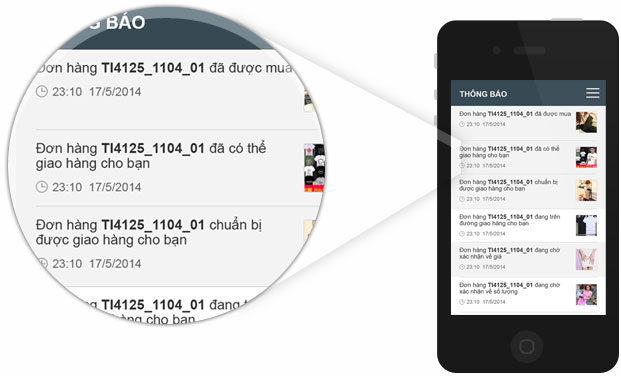 NG BÁO
Đơn hàng TI4125_1104_01 đã được mua
23:10 17/5/2014
Đơn hàng TI4125_1104_01 đã có thể
giao hàng cho bạn
23:10 17/5/2014
Đơn hàng TI4125_1104_01 chuẩn bị
được giao hàng cho bạn
23:10 17/5/2014
TI4125_1104_01 đang
hàng cho bạn
THÔNG BÁO
Đơn hàng TI4125_1104_01 đã được mua
23:10 17/5/2014
Đơn hàng TI4125_1104_01 đã có thể
giao hàng cho bạn
23:10 17/5/2014
Đơn hàng TI4125_1104_01 chuẩn bị
được giao hàng cho bạn
23:10 17/5/2014
Đơn hàng TI4125_1104_01 đang trên
đường giao hàng cho bạn
23:10 17/5/2014
Đơn hàng TI4125_1104_01 đang chờ
xác nhận về giá
23:10 17/5/2014
Đơn hàng TI4125_1104_01 đang chờ
xác nhận về số lượng
23:10 17/5/2014